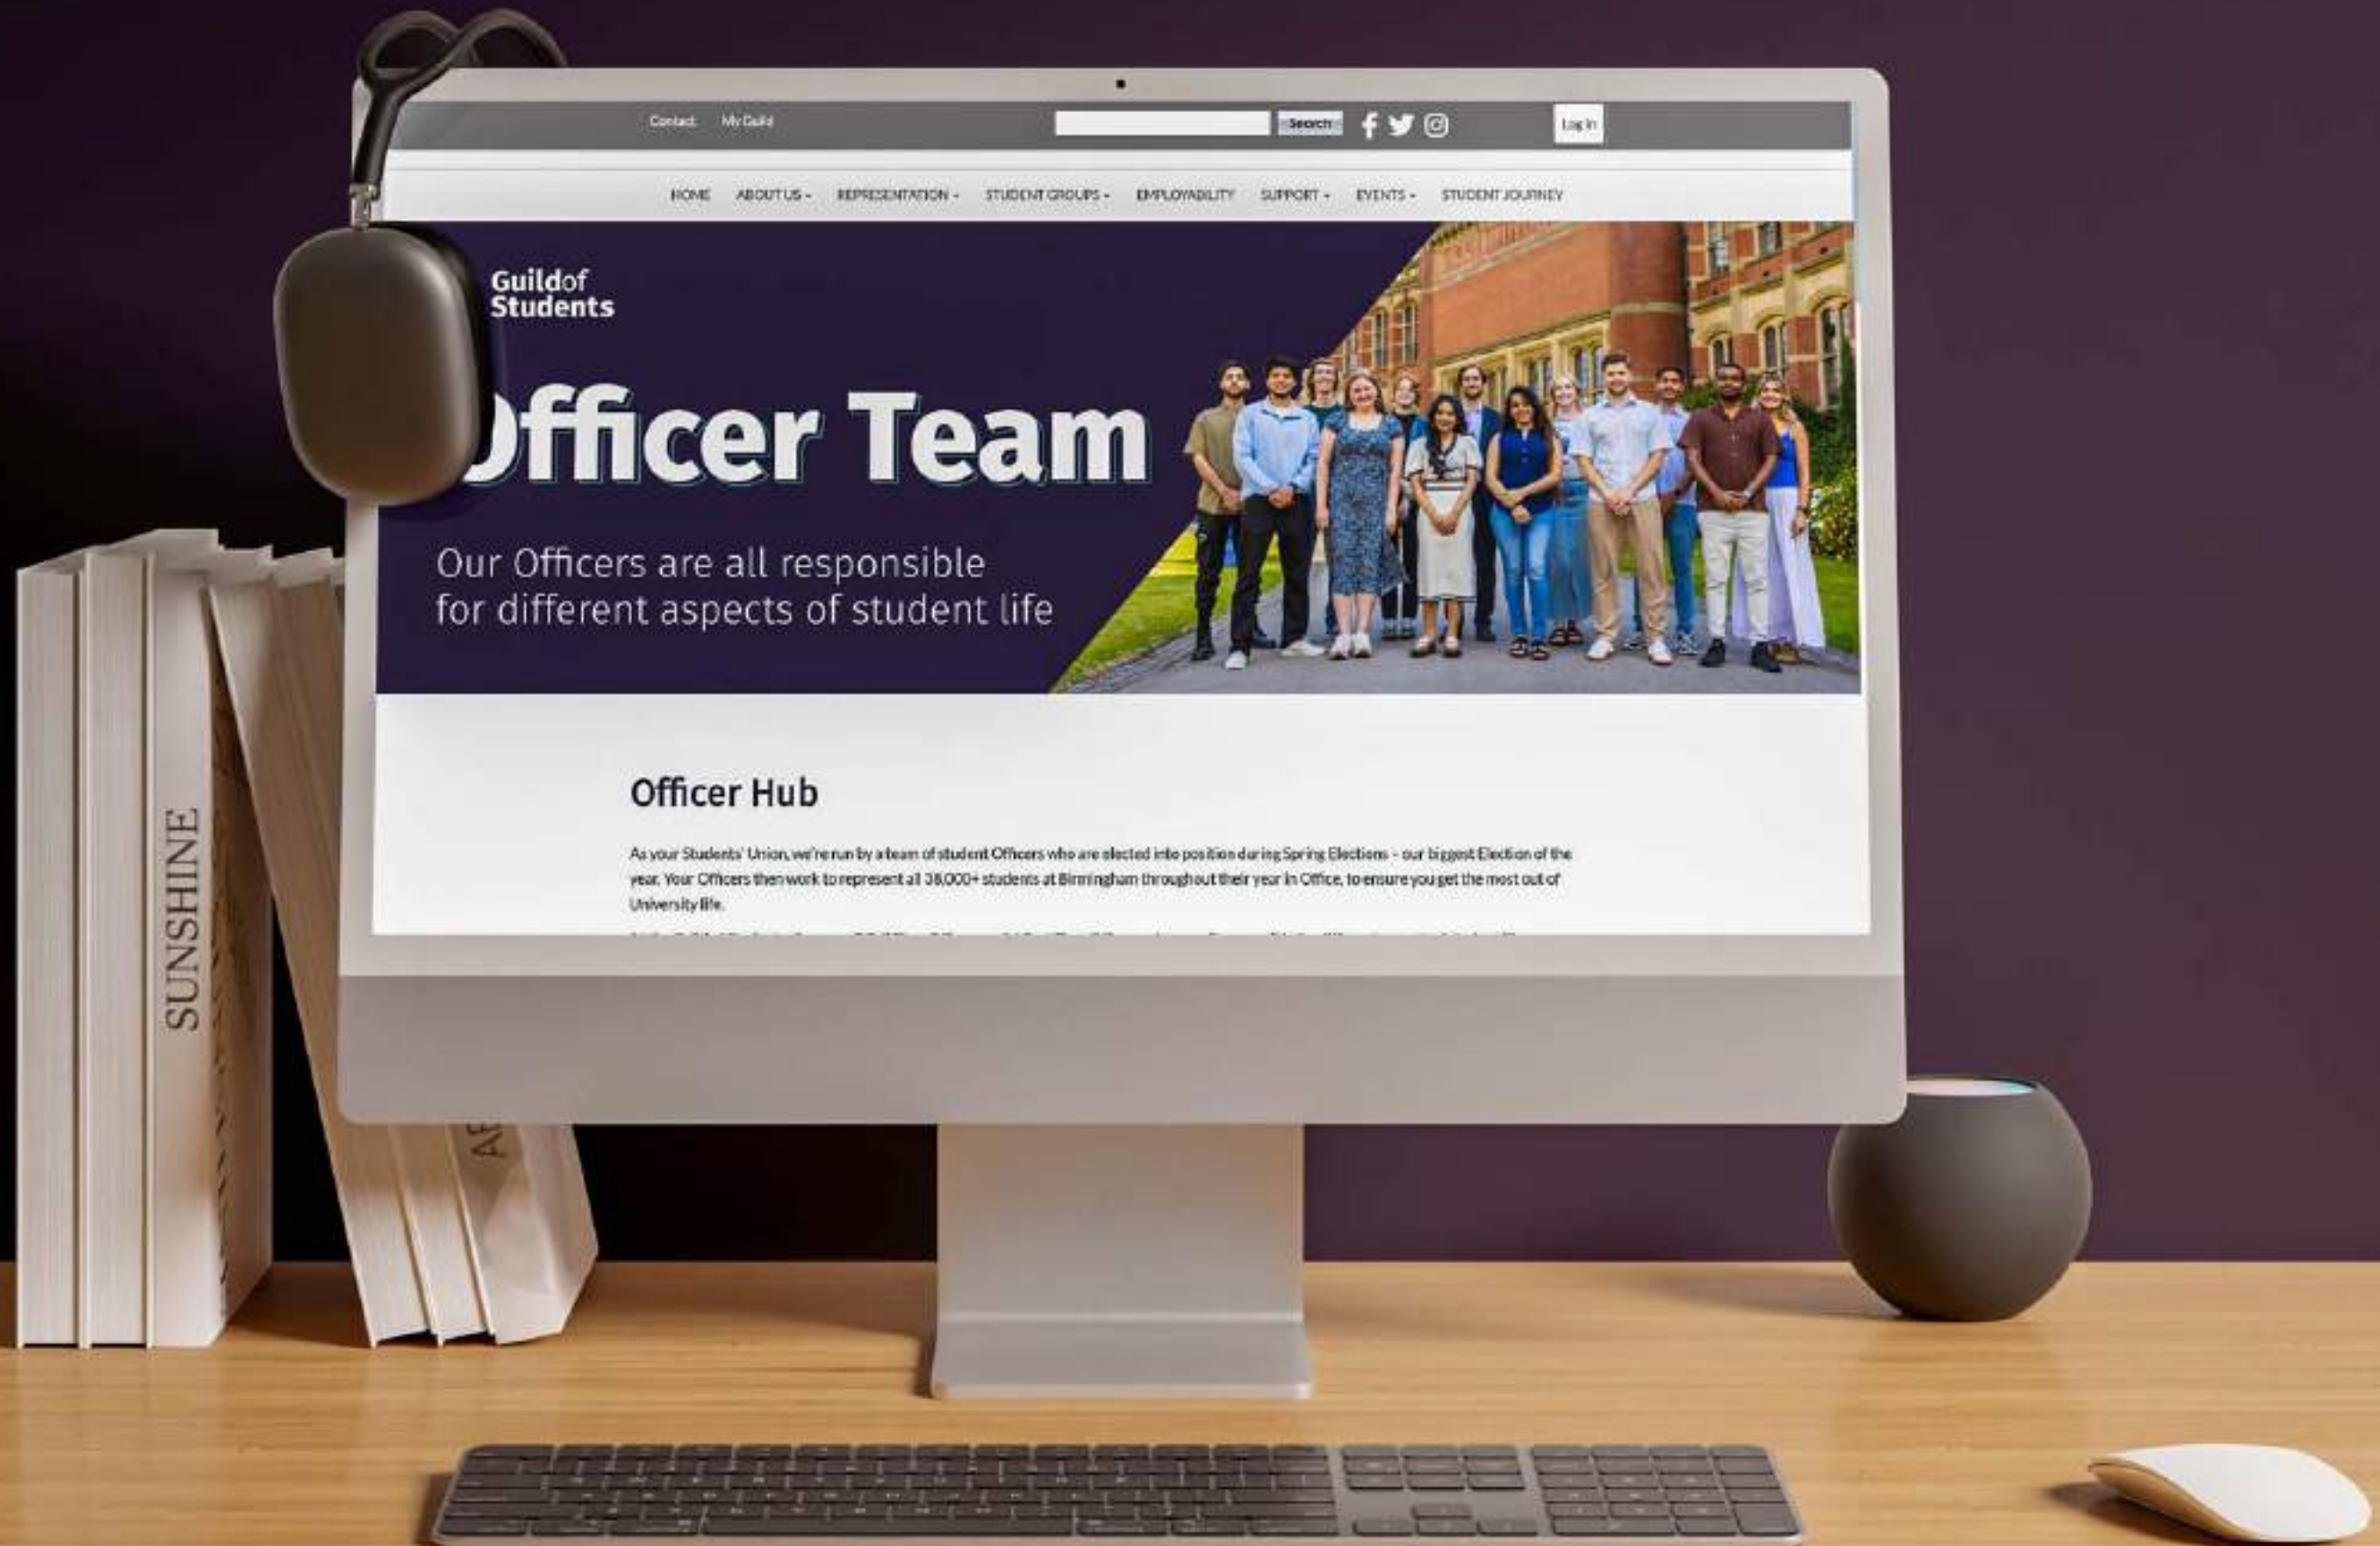 Contact My Guild
Search
Log in
HOME ABOUT US REPRESENTATION STUDENT GROUPS EMPLOYABILITY SUPPORT EVENTS STUDENT JOURNEY
Guildof
Students
Officer Team
Our Officers are all responsible
for different aspects of student life
Officer Hub
As your Students' Union, we're run by a team of student Officers who are elected into position during Spring Elections – our biggest Election of the
year. Your Officers then work to represent all 38,000+ students at Birmingham throughout their year in Office, to ensure you get the most out of
University life.
SUNSHINE